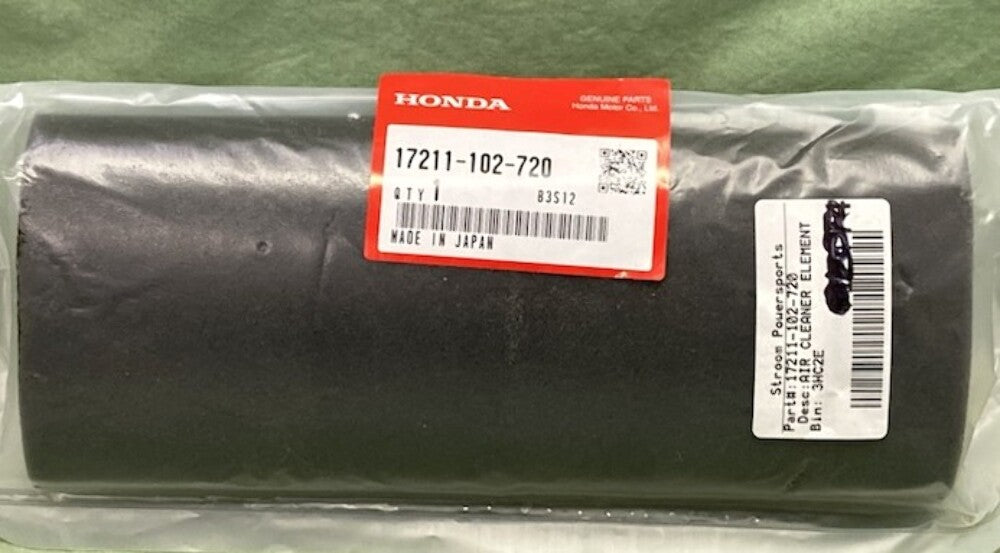 HONDA
GENUINE PARTS
Honda Motor Co., Ltd.
17211-102-720
QTY 1 B3S12
MADE IN JAPAN
Stroom Powersports
Part#:17211-102-720
Desc:AIR CLEANER ELEMENT
Bin: 3HC2E